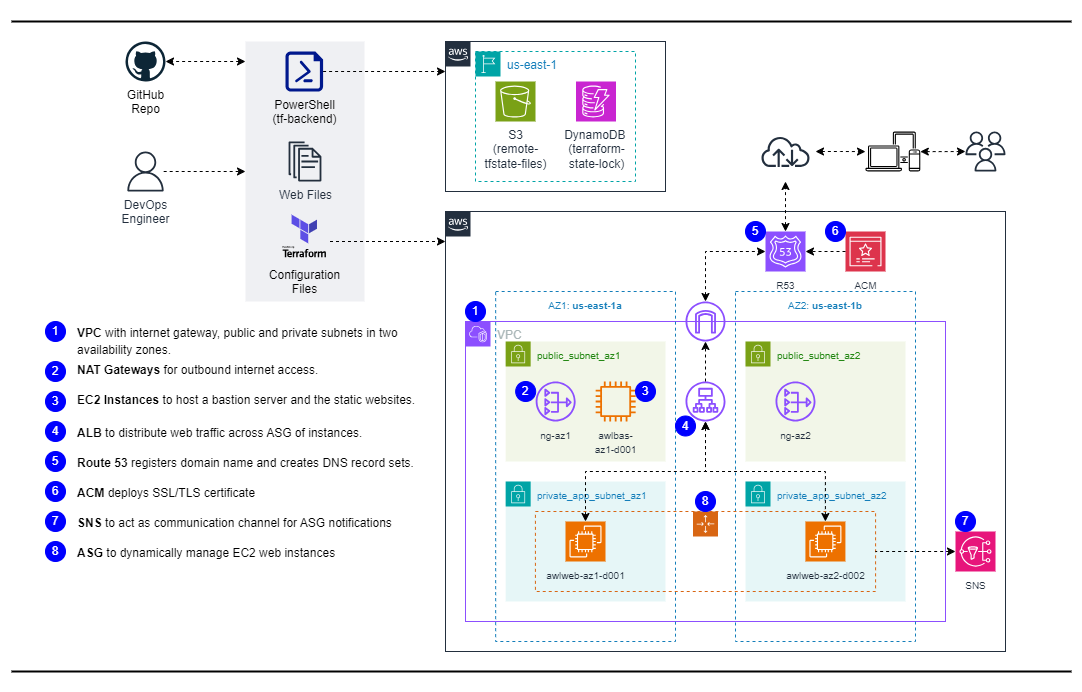 GitHub
Repo
DevOps
Engineer
PowerShell
(tf-backend)
Web Files
Terraform
Configuration
Files
aws
us-east-1
S3
(remote-
tfstate-files)
DynamoDB
(terraform-
state-lock)
aws
5
53
R53
6
ACM
1
VPC
AZ1: us-east-1a
AZ2: us-east-1b
public_subnet_az1
2
ng-az1
3
awlbas-
az1-d001
4
public_subnet_az2
ng-az2
private_app_subnet_az1
awlweb-az1-d001
8
private_app_subnet_az2
awlweb-az2-d002
7
SNS
1 VPC with internet gateway, public and private subnets in two
availability zones.
2 NAT Gateways for outbound internet access.
3 EC2 Instances to host a bastion server and the static websites.
4 ALB to distribute web traffic across ASG of instances.
5 Route 53 registers domain name and creates DNS record sets.
6 ACM deploys SSL/TLS certificate
7 SNS to act as communication channel for ASG notifications
8 ASG to dynamically manage EC2 web instances